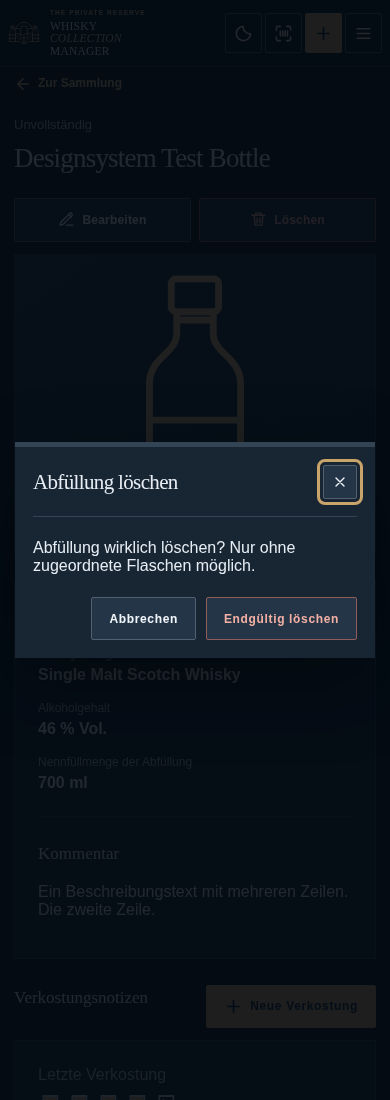 THE PRIVATE RESERVE
WHISKY
COLLECTION
MANAGER
Zur Sammlung
Unvollständig
Designsystem Test Bottle
Bearbeiten
Löschen
Abfüllung löschen
Abfüllung wirklich löschen? Nur ohne
zugeordnete Flaschen möglich.
Abbrechen
Endgültig löschen
Single Malt Scotch Whisky
Alkoholgehalt
46 % Vol.
Nennfüllmenge der Abfüllung
700 ml
Kommentar
Ein Beschreibungstext mit mehreren Zeilen.
Die zweite Zeile.
Verkostungsnotizen
Neue Verkostung
Letzte Verkostung